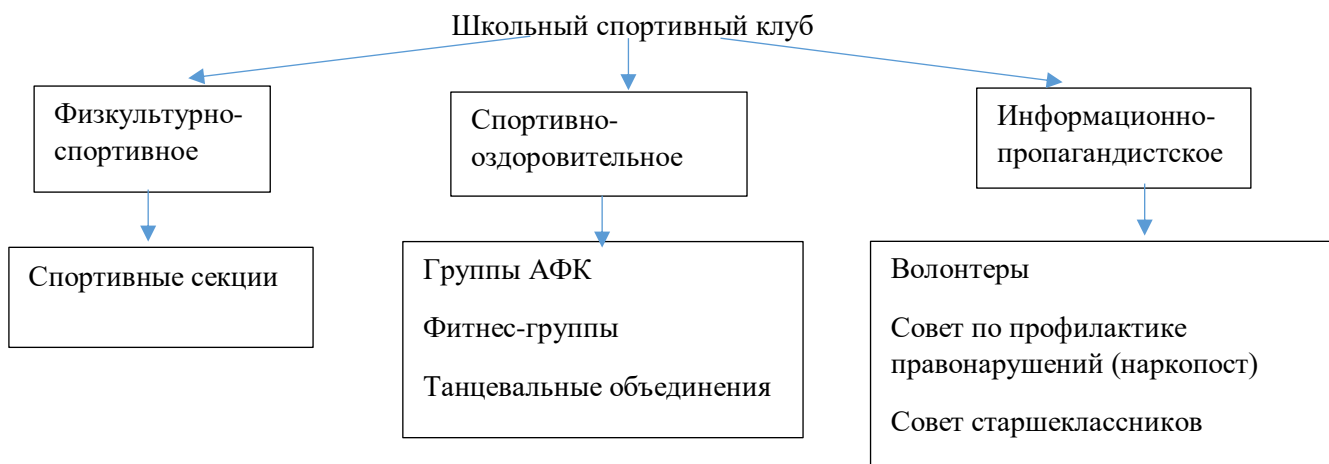 Школьный спортивный клуб
Физкультурно-
спортивное
Спортивно-
оздоровительное
Информационно-
пропагандистское
Спортивные секции
Группы АФК
Фитнес-группы
Танцевальные объединения
Волонтеры
Совет по профилактике
правонарушений (наркопост)
Совет старшеклассников